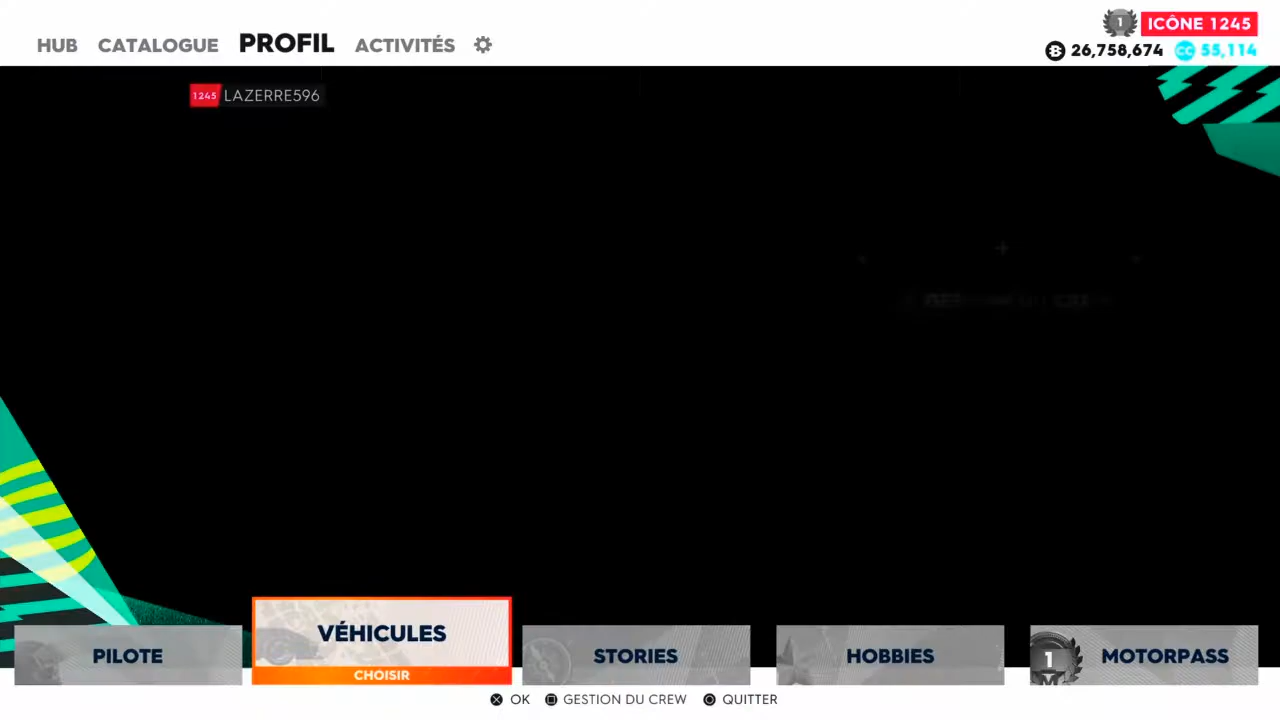 HUB CATALOGUE PROFIL ACTIVITÉS
1 ICÔNE 1245
26,758,674 CC 55,114
1245 LAZERRE596
PILOTE
VÉHICULES
CHOISIR
STORIES
HOBBIES
1 MOTORPASS
OK GESTION DU CREW QUITTER